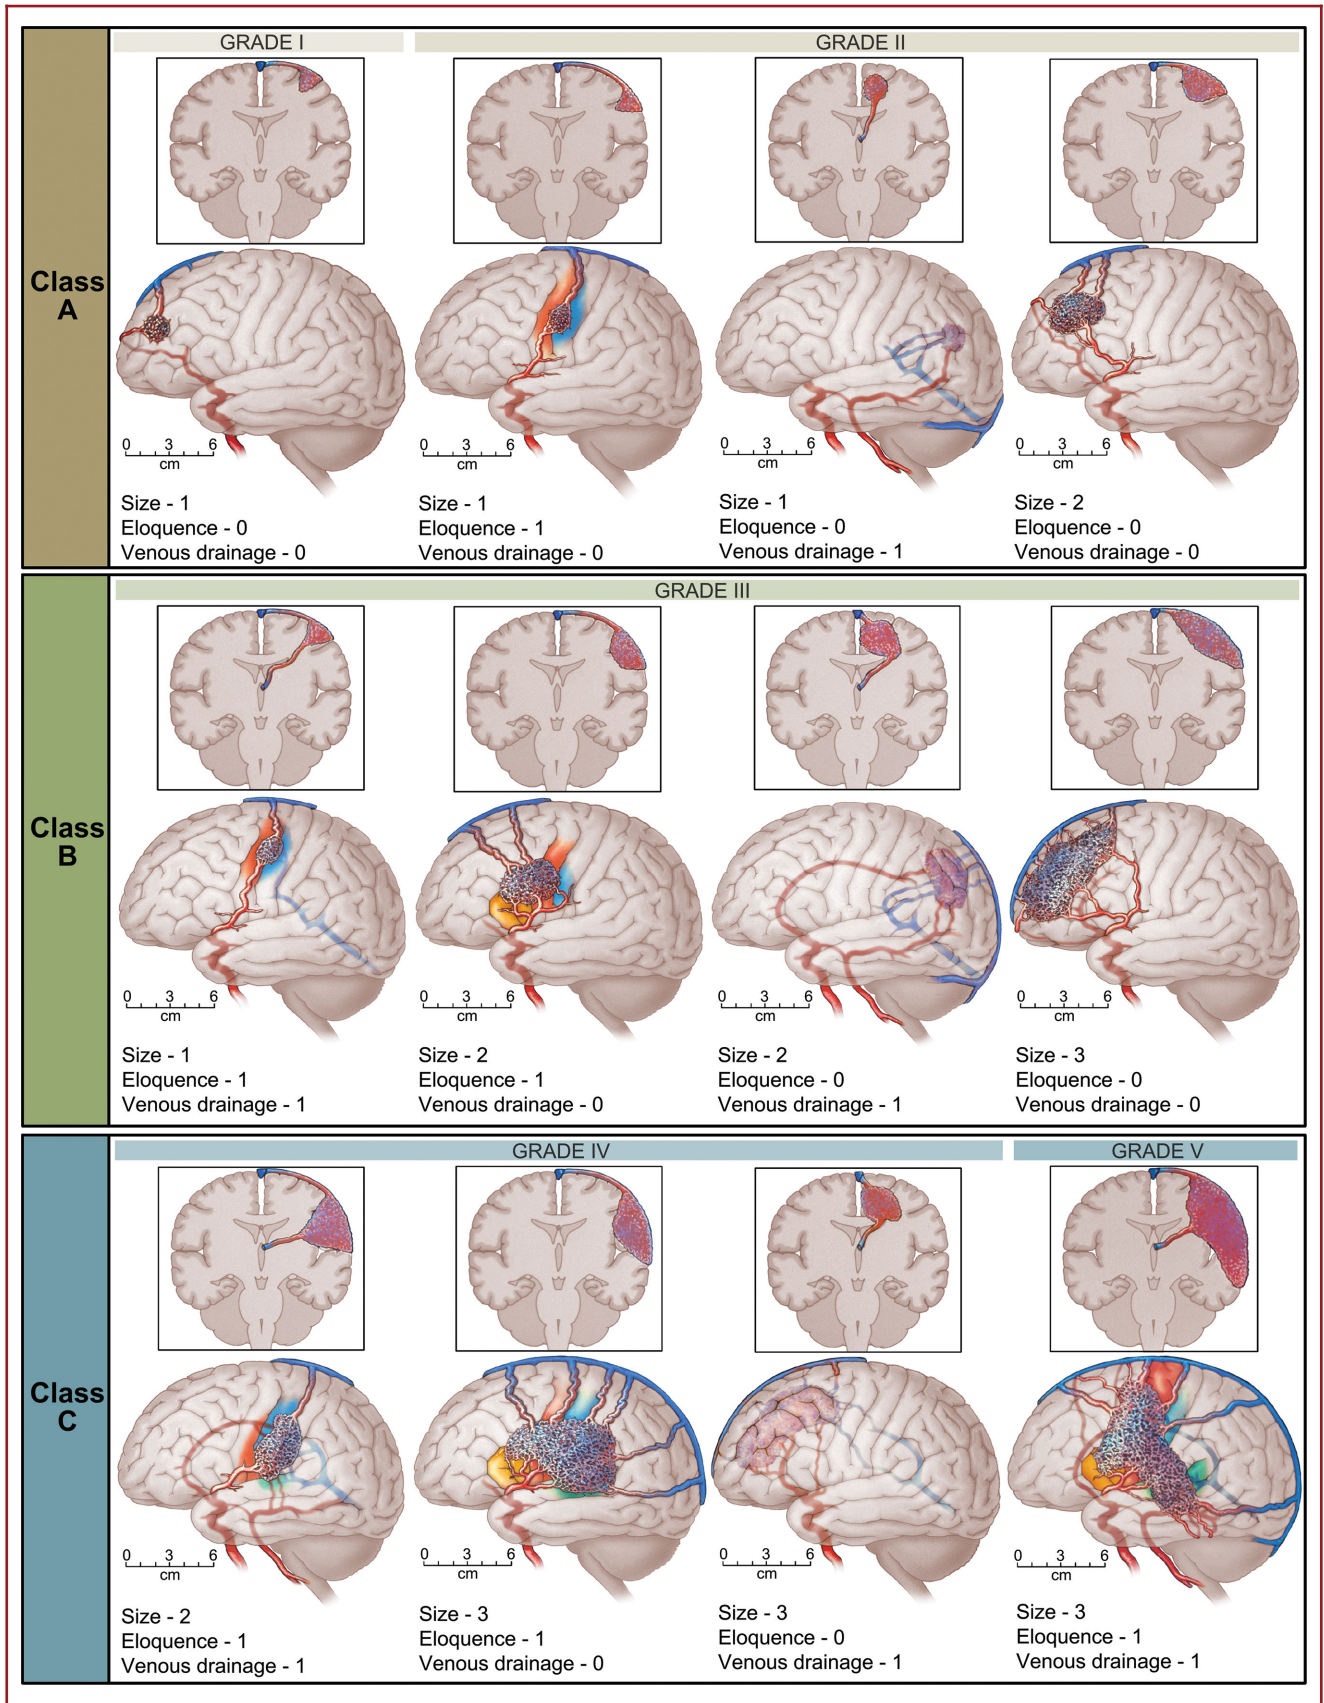 GRADE I
GRADE II
Class
A
0 3 6
cm
0 3 6
cm
0 3 6
cm
0 3 6
cm
Size - 1
Eloquence - 0
Venous drainage - 0
Size - 1
Eloquence - 1
Venous drainage - 0
Size - 1
Eloquence - 0
Venous drainage - 1
Size - 2
Eloquence - 0
Venous drainage - 0
GRADE III
Class
B
0 3 6
cm
0 3 6
cm
0 3 6
cm
0 3 6
cm
Size - 1
Eloquence - 1
Venous drainage - 1
Size - 2
Eloquence - 1
Venous drainage - 0
Size - 2
Eloquence - 0
Venous drainage - 1
Size - 3
Eloquence - 0
Venous drainage - 0
GRADE IV
GRADE V
Class
C
0 3 6
cm
0 3 6
cm
0 3 6
cm
0 3 6
cm
Size - 2
Eloquence - 1
Venous drainage - 1
Size - 3
Eloquence - 1
Venous drainage - 0
Size - 3
Eloquence - 0
Venous drainage - 1
Size - 3
Eloquence - 1
Venous drainage - 1